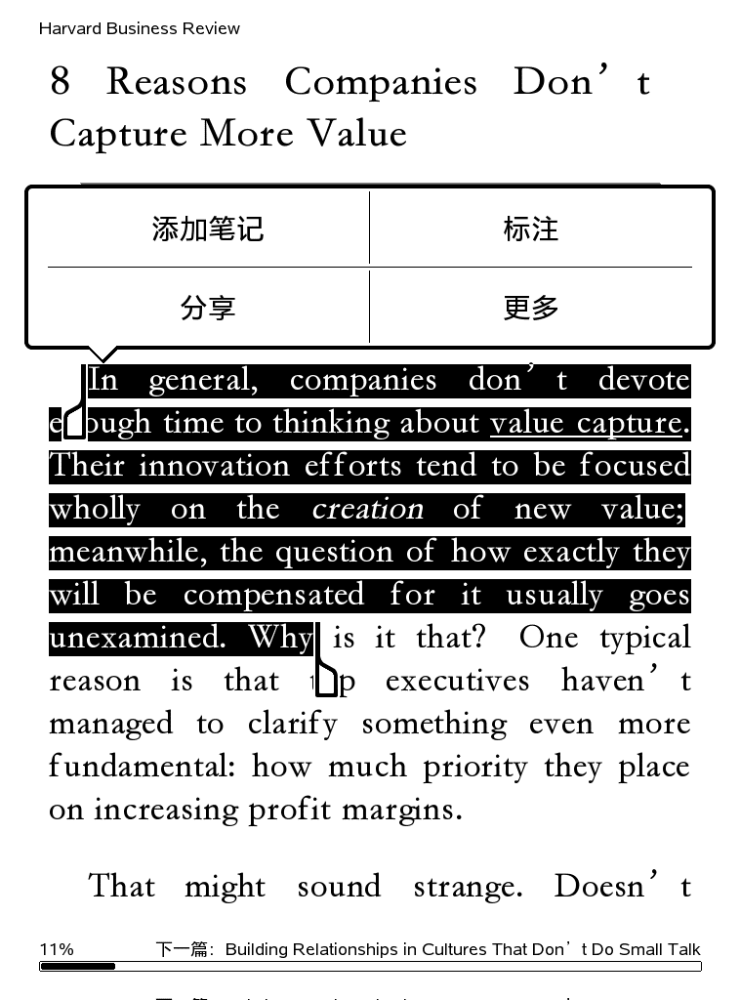 Harvard Business Review
8 Reasons Companies Don’t
Capture More Value
添加笔记 标注
分享 更多
In general, companies don’t devote
enough time to thinking about value capture.
Their innovation efforts tend to be focused
wholly on the creation of new value;
meanwhile, the question of how exactly they
will be compensated for it usually goes
unexamined. Why is it that? One typical
reason is that top executives haven’t
managed to clarify something even more
fundamental: how much priority they place
on increasing profit margins.
That might sound strange. Doesn’t
11% 下一篇：Building Relationships in Cultures That Don’t Do Small Talk